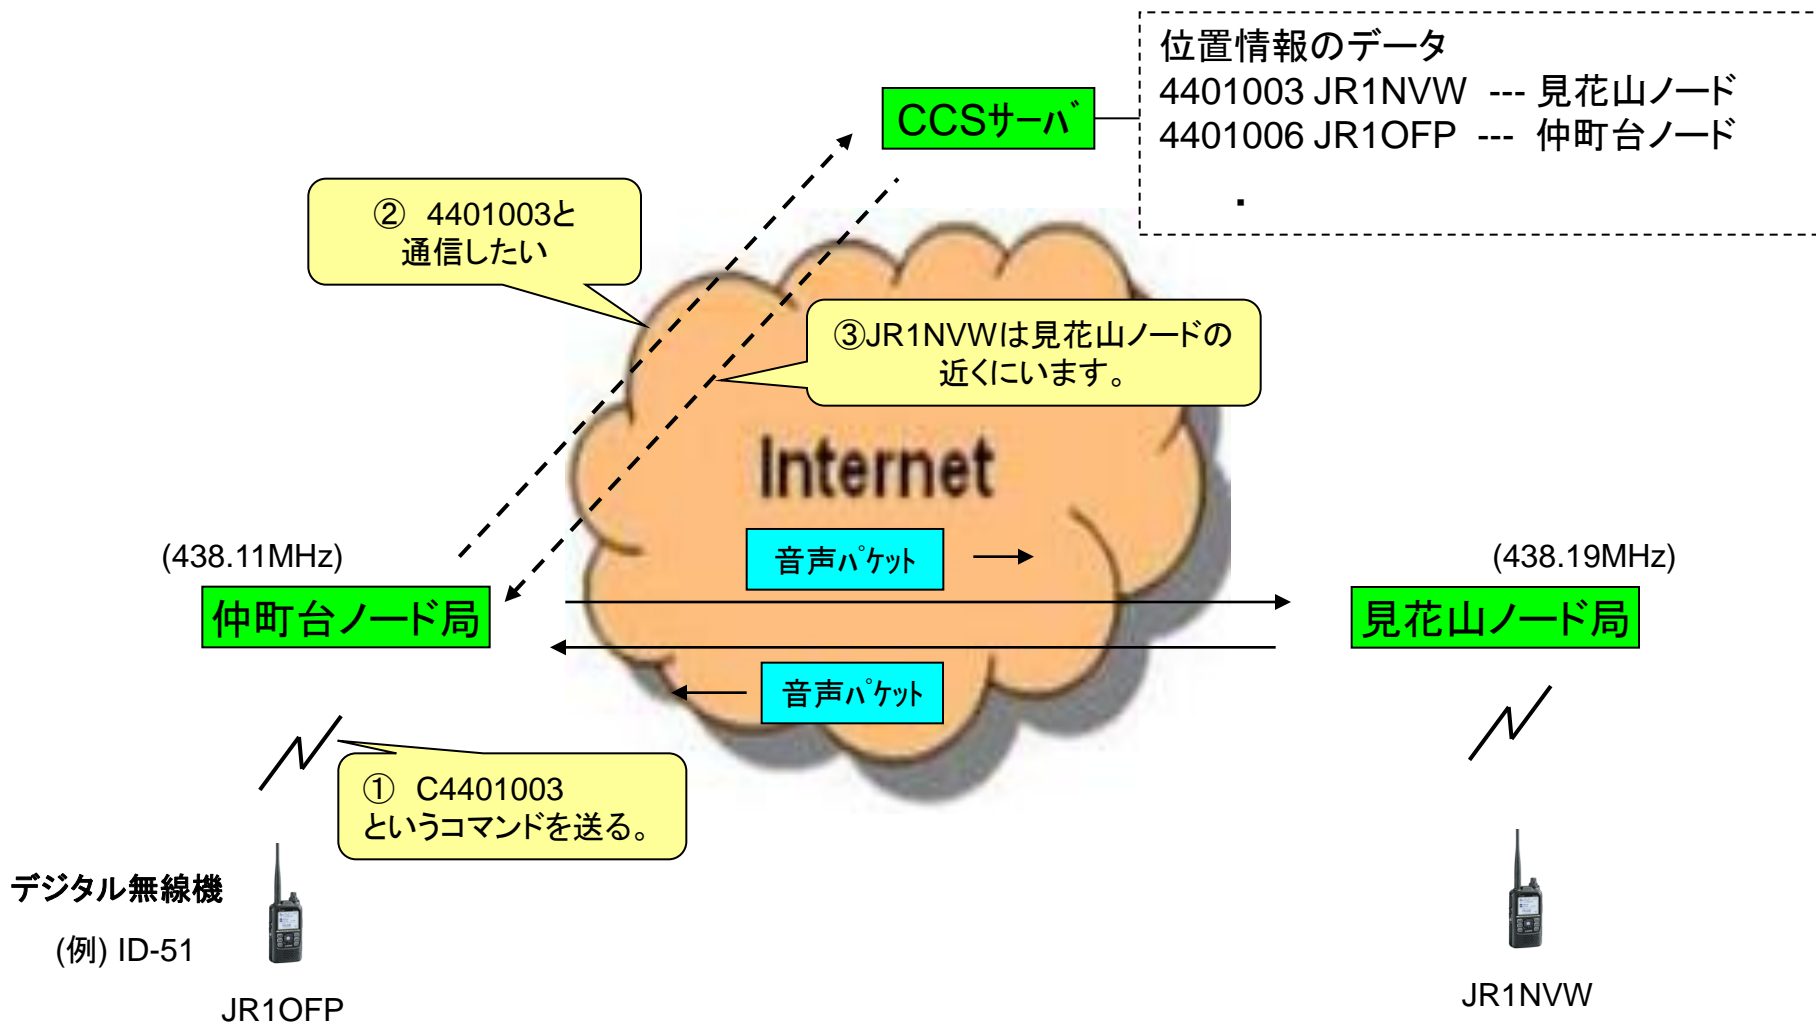 位置情報のデータ
4401003 JR1NVW --- 見花山ノード
4401006 JR1OFP --- 仲町台ノード
.
CCSサーバ
② 4401003と
通信したい
③JR1NVWは見花山ノードの
近くにいます。
Internet
(438.11MHz)
仲町台ノード局
音声パケット
(438.19MHz)
見花山ノード局
音声パケット
① C4401003
というコマンドを送る。
デジタル無線機
(例) ID-51
JR1OFP
JR1NVW